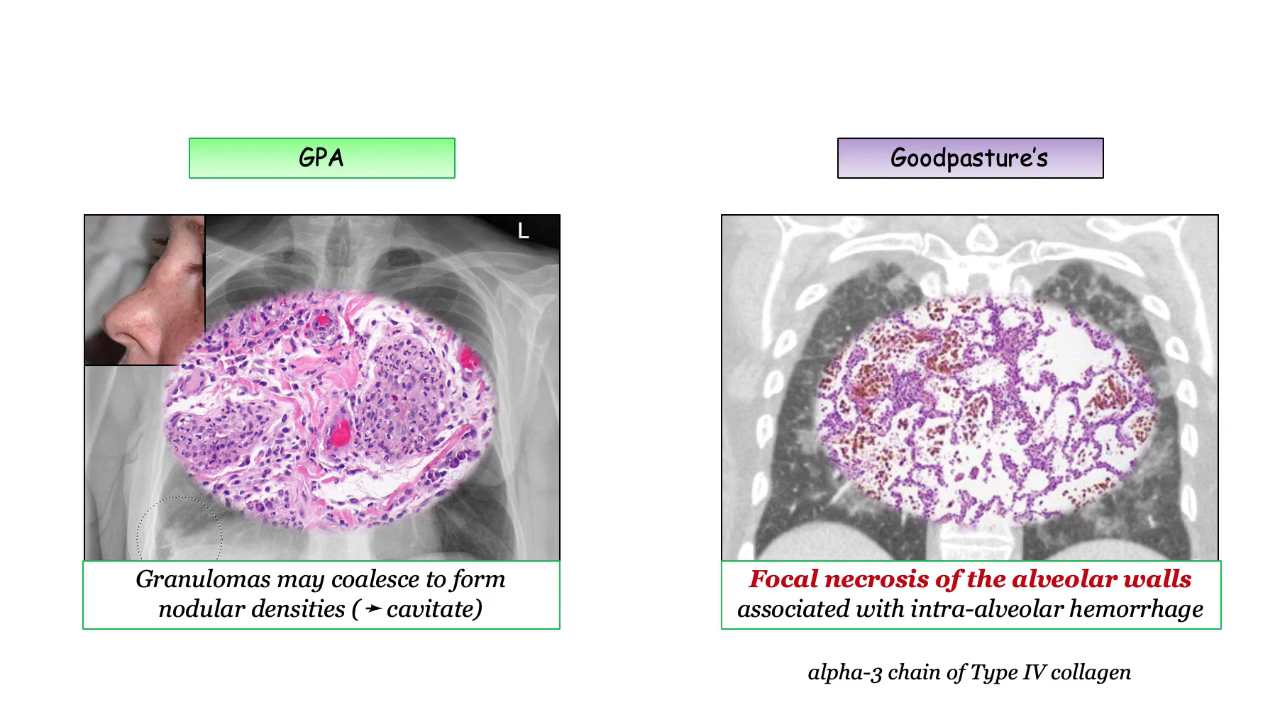 GPA
Goodpasture's
L
Granulomas may coalesce to form
nodular densities (➛ cavitate)
Focal necrosis of the alveolar walls
associated with intra-alveolar hemorrhage
alpha-3 chain of Type IV collagen